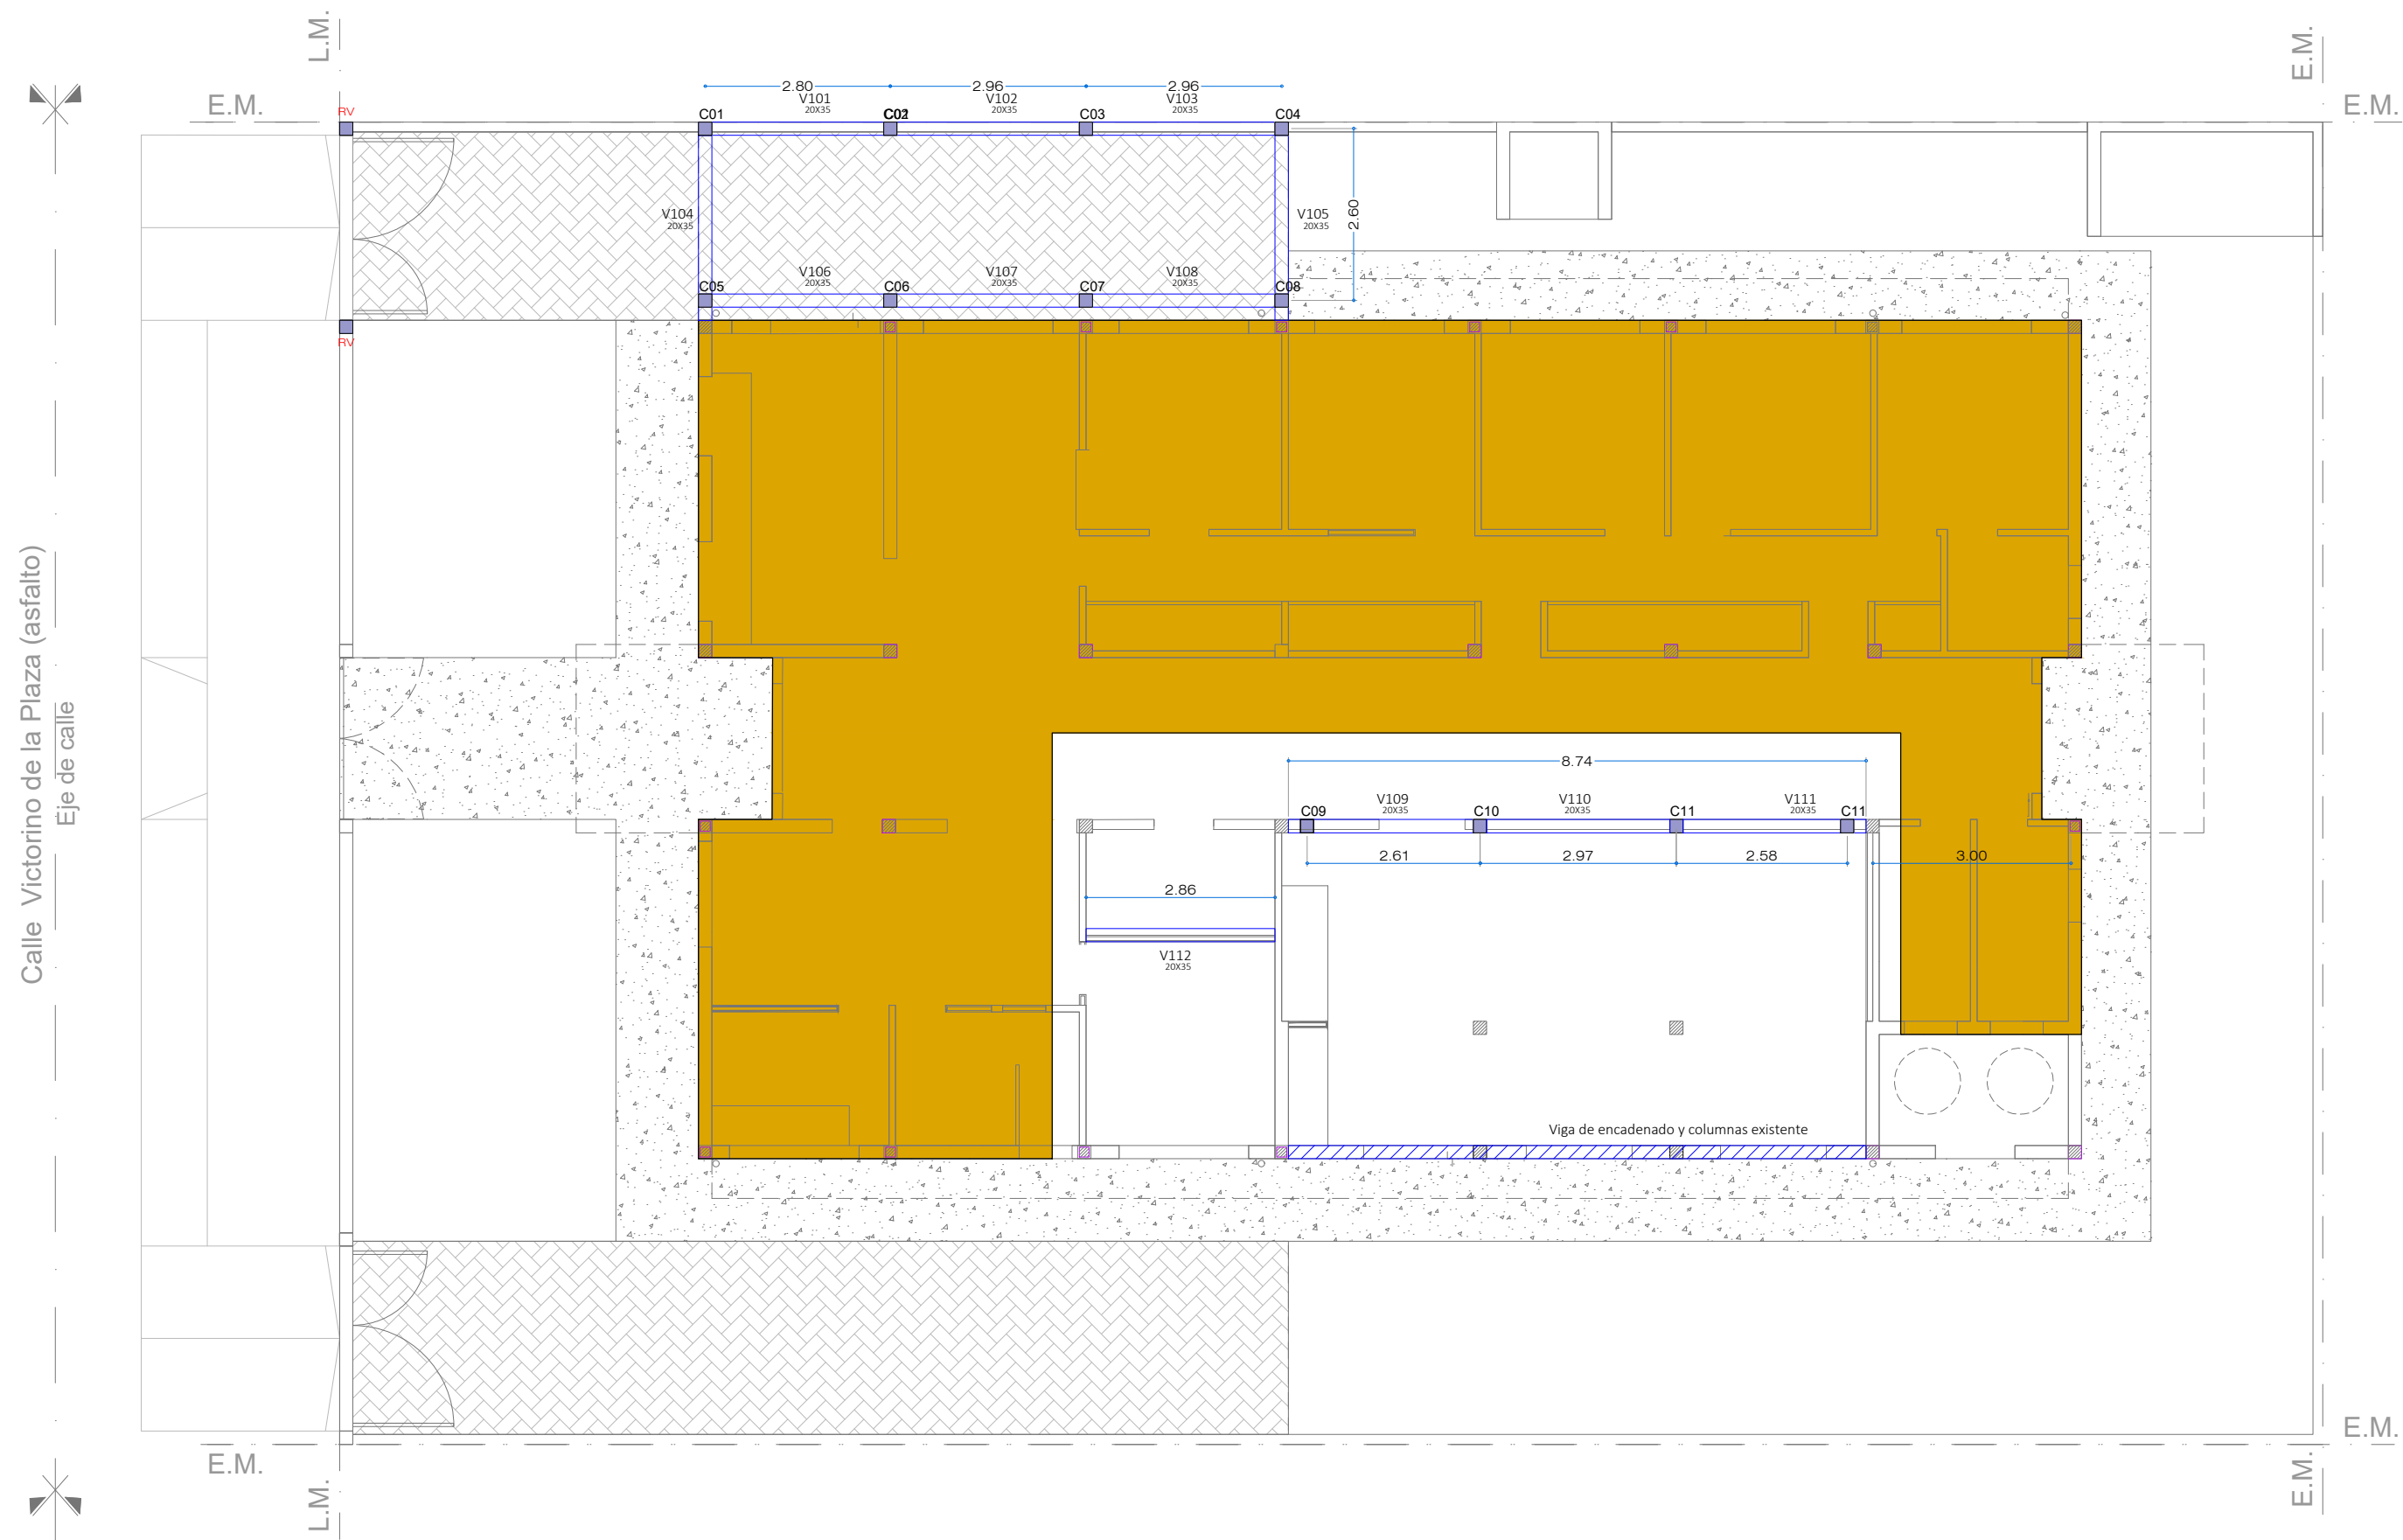 L.M.
E.M.
E.M.
E.M.
RV
2.80
2.96
2.96
V101
20X35
V102
20X35
V103
20X35
C01
C02
C03
C04
V104
20X35
V105
20X35
2.60
V106
20X35
V107
20X35
V108
20X35
C05
C06
C07
C08
RV
Calle Victorino de la Plaza (asfalto)
Eje de calle
8.74
V109
20X35
V110
20X35
V111
20X35
C09
C10
C11
C11
2.61
2.97
2.58
3.00
2.86
V112
20X35
Viga de encadenado y columnas existente
E.M.
E.M.
L.M.
E.M.